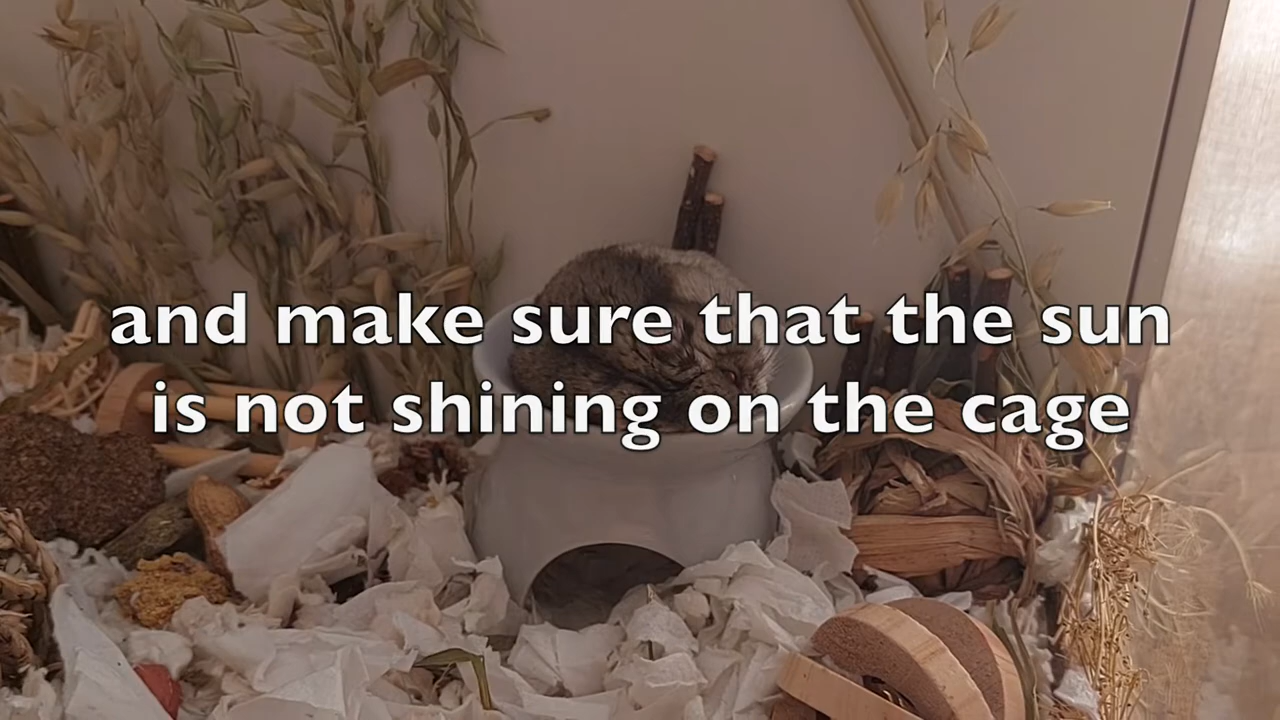 and make sure that the sun
is not shining on the cage